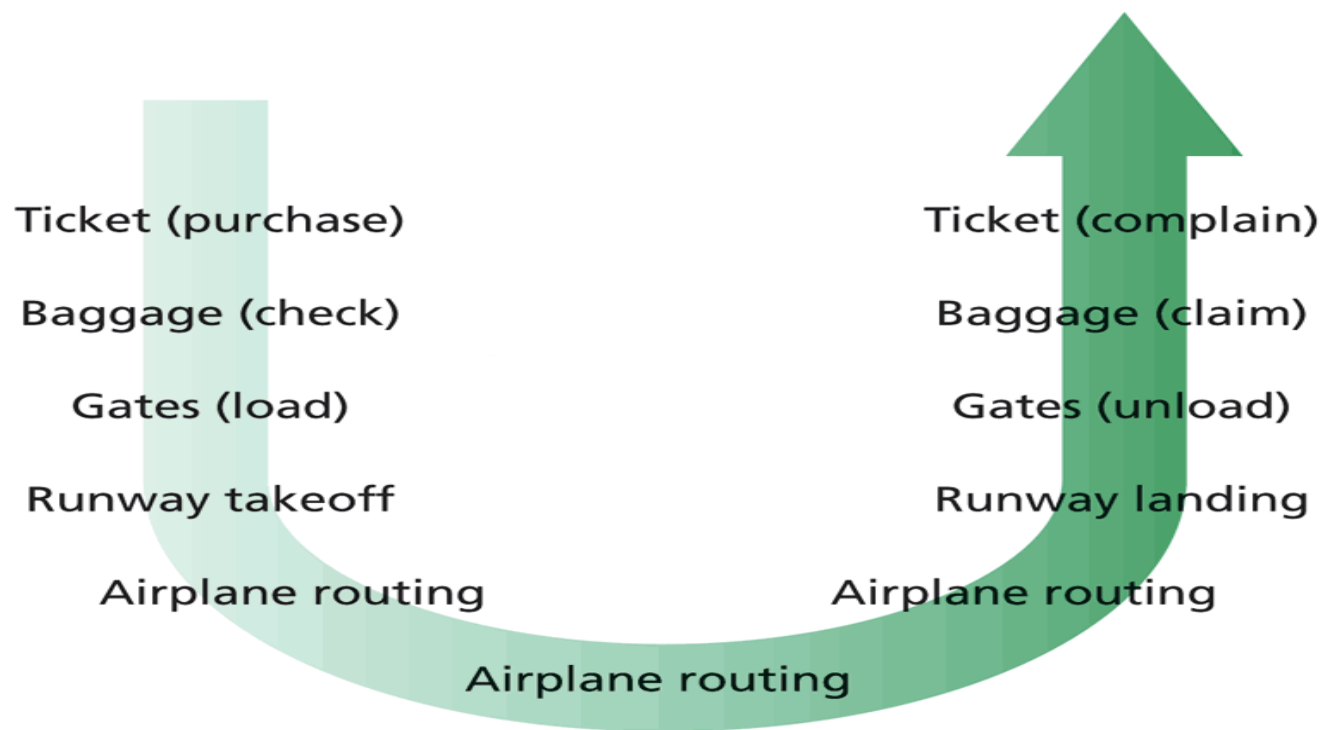 Ticket (purchase)
Baggage (check)
Gates (load)
Runway takeoff
Airplane routing
Airplane routing
Airplane routing
Runway landing
Gates (unload)
Baggage (claim)
Ticket (complain)